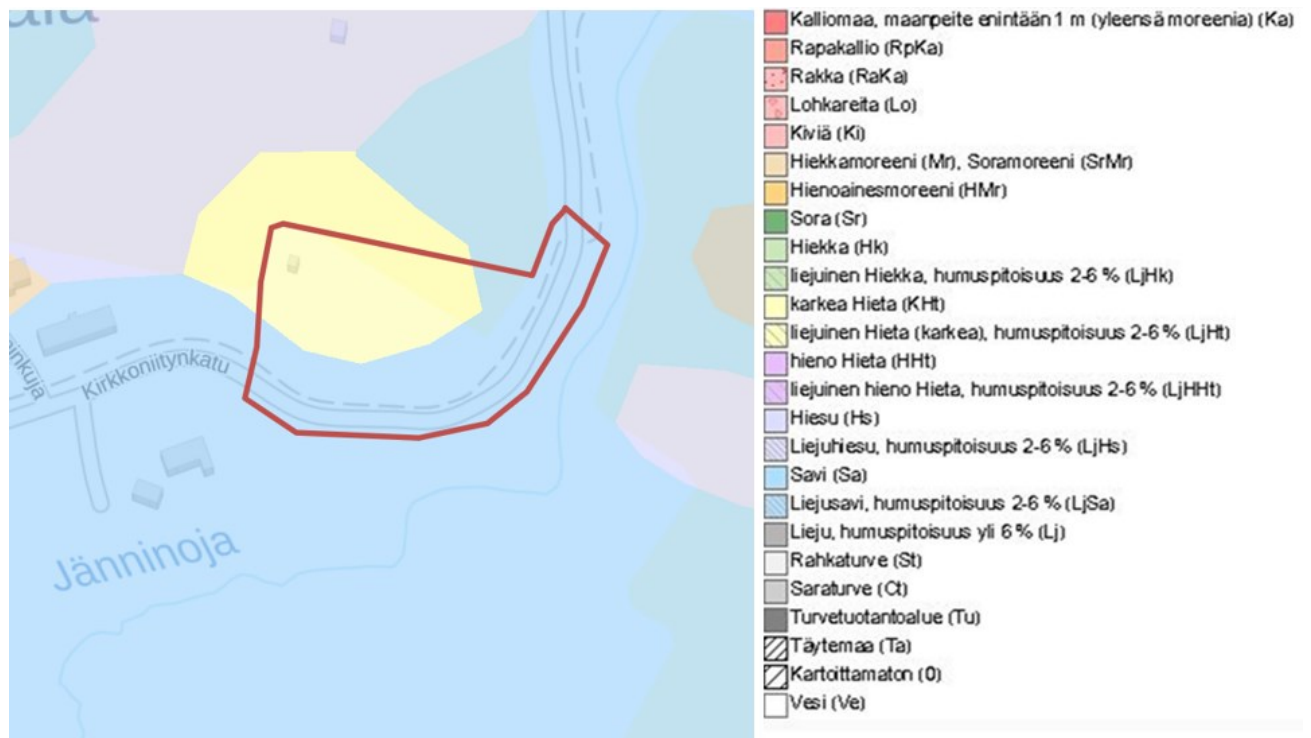 Kirkkoniitynkatu
Jänninoja
Kalliomaa, maanpeite enintään 1 m (yleensä moreenia) (Ka)
Rapakallio (RpKa)
Rakka (RaKa)
Lohkareita (Lo)
Kiviä (Ki)
Hiekkamoreeni (Mr), Soramoreeni (SrMr)
Hienoainesmoreeni (HMr)
Sora (Sr)
Hiekka (Hk)
liejuinen Hiekka, humuspitoisuus 2-6 % (LjHk)
karkea Hieta (KHt)
liejuinen Hieta (karkea), humuspitoisuus 2-6 % (LjHt)
hieno Hieta (HHt)
liejuinen hieno Hieta, humuspitoisuus 2-6 % (LjHHt)
Hiesu (Hs)
Liejuhiesu, humuspitoisuus 2-6 % (LjHs)
Savi (Sa)
Liejusavi, humuspitoisuus 2-6 % (LjSa)
Lieju, humuspitoisuus yli 6 % (Lj)
Rahkaturve (St)
Saraturve (Ct)
Turvetuotantoalue (Tu)
Täytemaa (Ta)
Kartoittamaton (0)
Vesi (Ve)